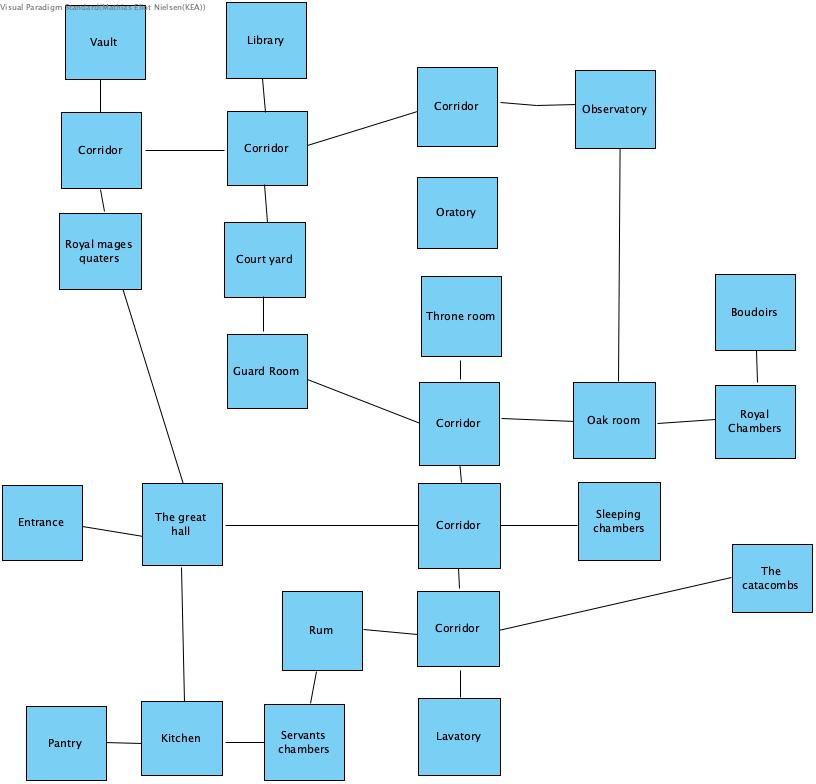 Visual Paradigm Standard(Mathias Eliot Nielsen(KEA))
Vault
Library
Corridor
Observatory
Corridor
Corridor
Oratory
Royal mages
quaters
Court yard
Throne room
Boudoirs
Guard Room
Corridor
Oak room
Royal
Chambers
Entrance
The great
hall
Corridor
Sleeping
chambers
The
catacombs
Rum
Corridor
Pantry
Kitchen
Servants
chambers
Lavatory